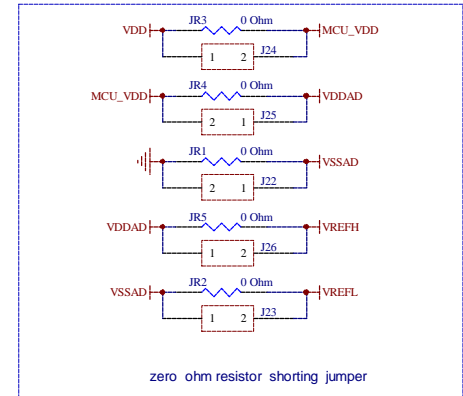 JR3 0 Ohm
VDD MCU_VDD
1 2 J24
JR4 0 Ohm
MCU_VDD VDDAD
2 1 J25
JR1 0 Ohm
VSSAD
2 1 J22
JR5 0 Ohm
VDDAD VREFH
1 2 J26
JR2 0 Ohm
VSSAD VREFL
1 2 J23
zero ohm resistor shorting jumper